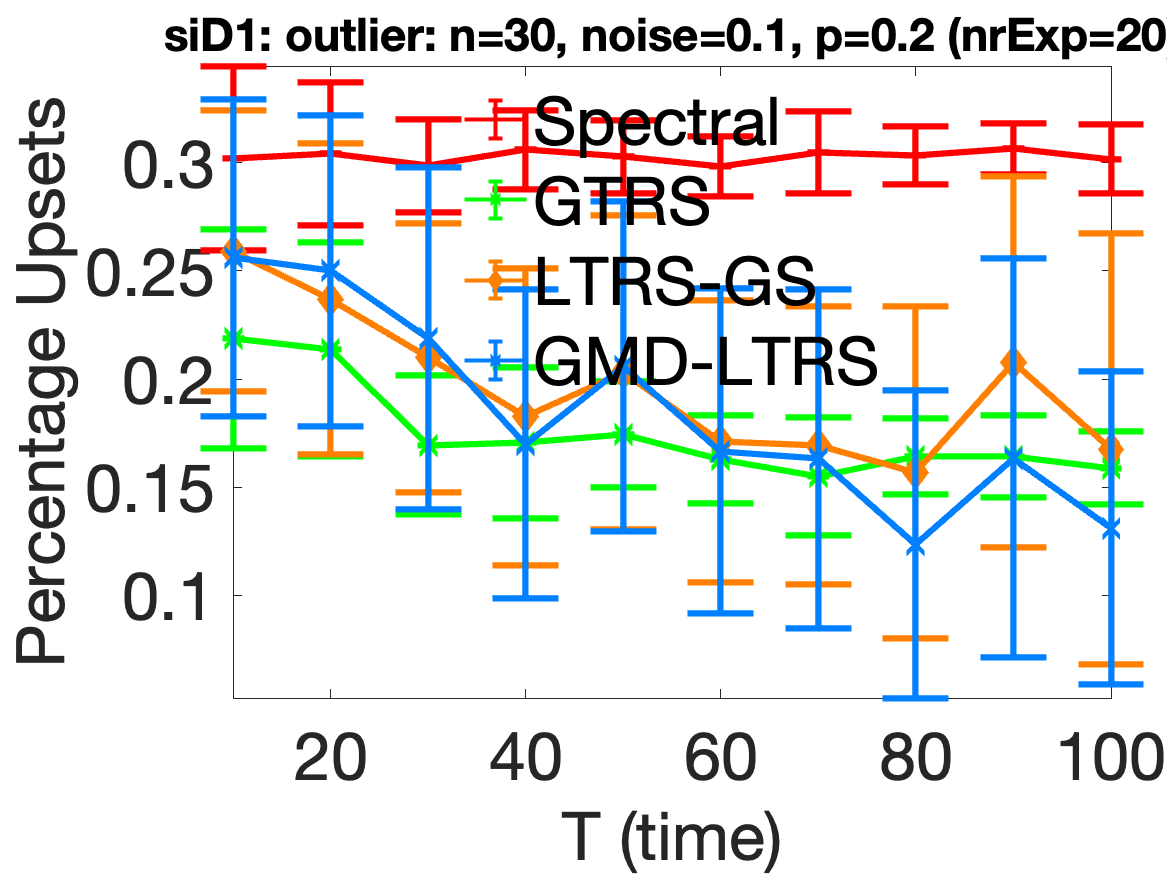 siD1: outlier: n=30, noise=0.1, p=0.2 (nrExp=20)
Percentage Upsets
0.3
0.25
0.2
0.15
0.1
Spectral
GTRS
LTRS-GS
GMD-LTRS
20 40 60 80 100
T (time)